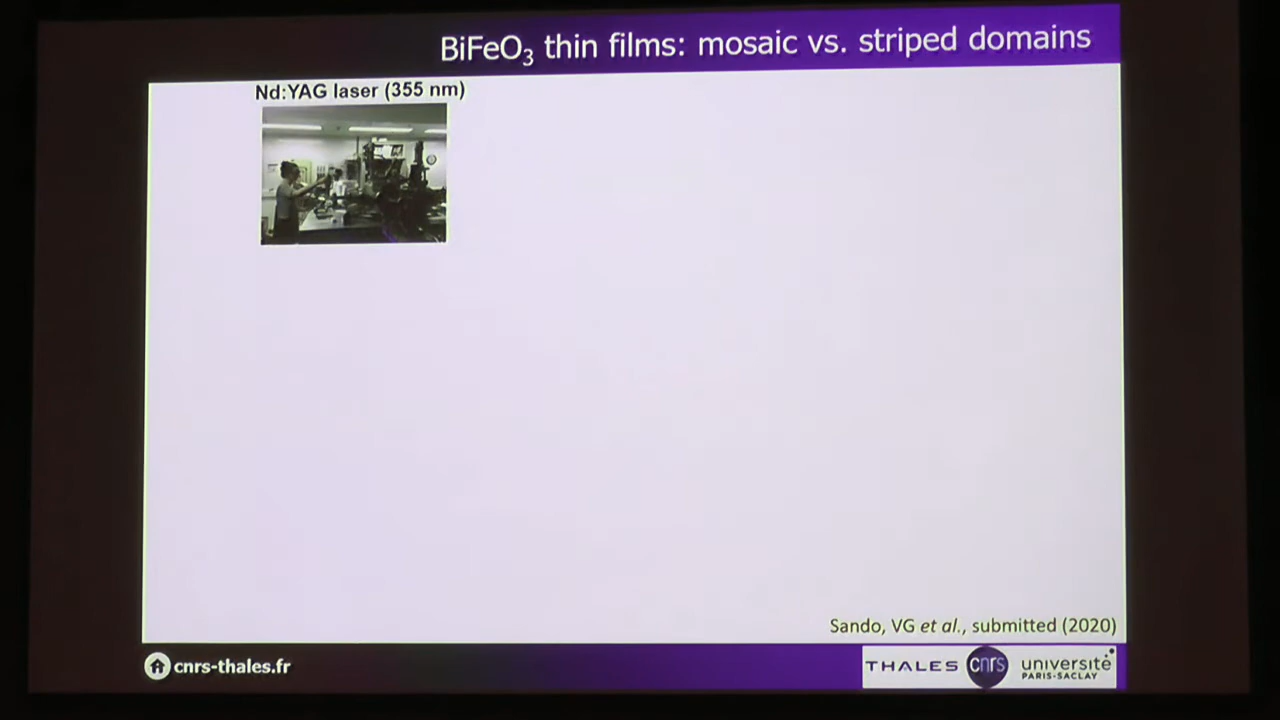 BiFeO₃ thin films: mosaic vs. striped domains
Nd:YAG laser (355 nm)
Sando, VG et al., submitted (2020)
cnrs-thales.fr
THALES
cnrs
université
PARIS-SACLAY